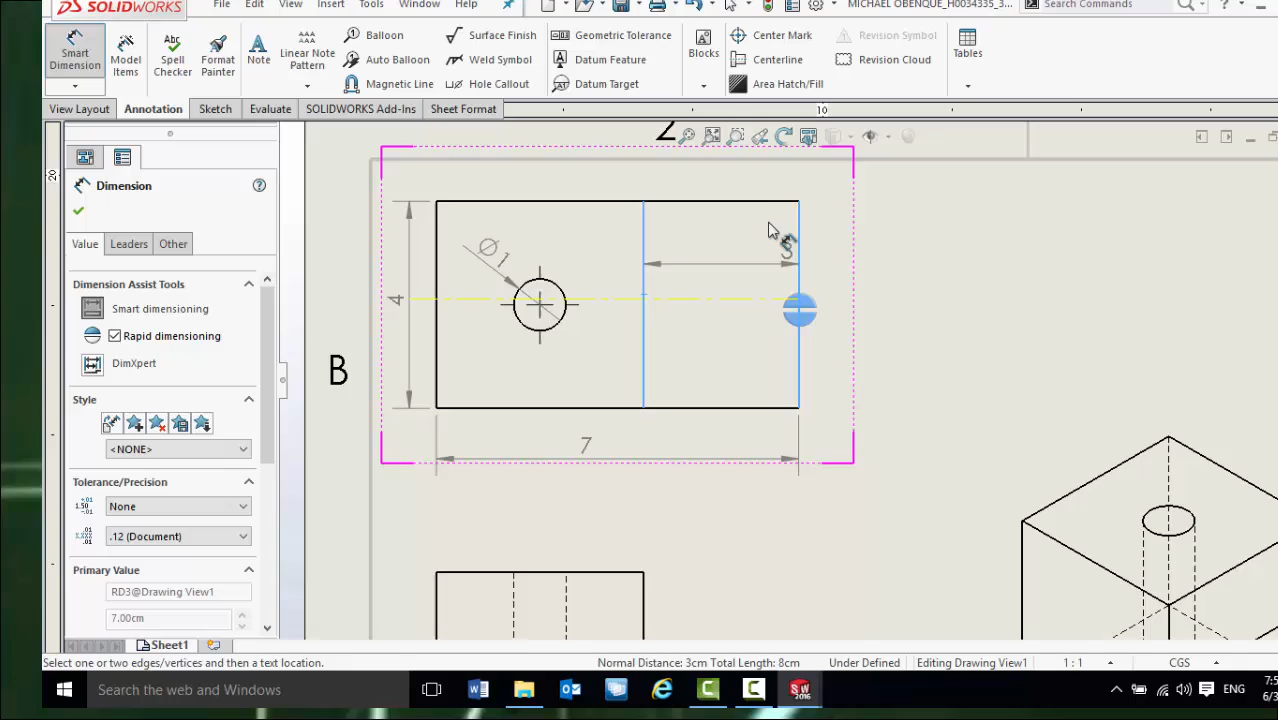 SOLIDWORKS
File Edit View Insert Tools Window Help
MICHAEL OBENQUE_H0034335_3...
Search Commands
Smart Dimension
Model Items
Spell Checker
Format Painter
Note
Linear Note Pattern
Balloon
Auto Balloon
Magnetic Line
Surface Finish
Weld Symbol
Hole Callout
Geometric Tolerance
Datum Feature
Datum Target
Blocks
Center Mark
Centerline
Area Hatch/Fill
Revision Symbol
Revision Cloud
Tables
View Layout Annotation Sketch Evaluate SOLIDWORKS Add-Ins Sheet Format
10
20
Dimension
Value Leaders Other
Dimension Assist Tools
Smart dimensioning
Rapid dimensioning
DimXpert
Style
<NONE>
Tolerance/Precision
None
.12 (Document)
Primary Value
RD3@Drawing View1
7.00cm
Sheet1
2
Ø1
3
4
B
7
Select one or two edges/vertices and then a text location.
Normal Distance: 3cm Total Length: 8cm
Under Defined
Editing Drawing View1
1 : 1
CGS
Search the web and Windows
ENG
7:5
6/3